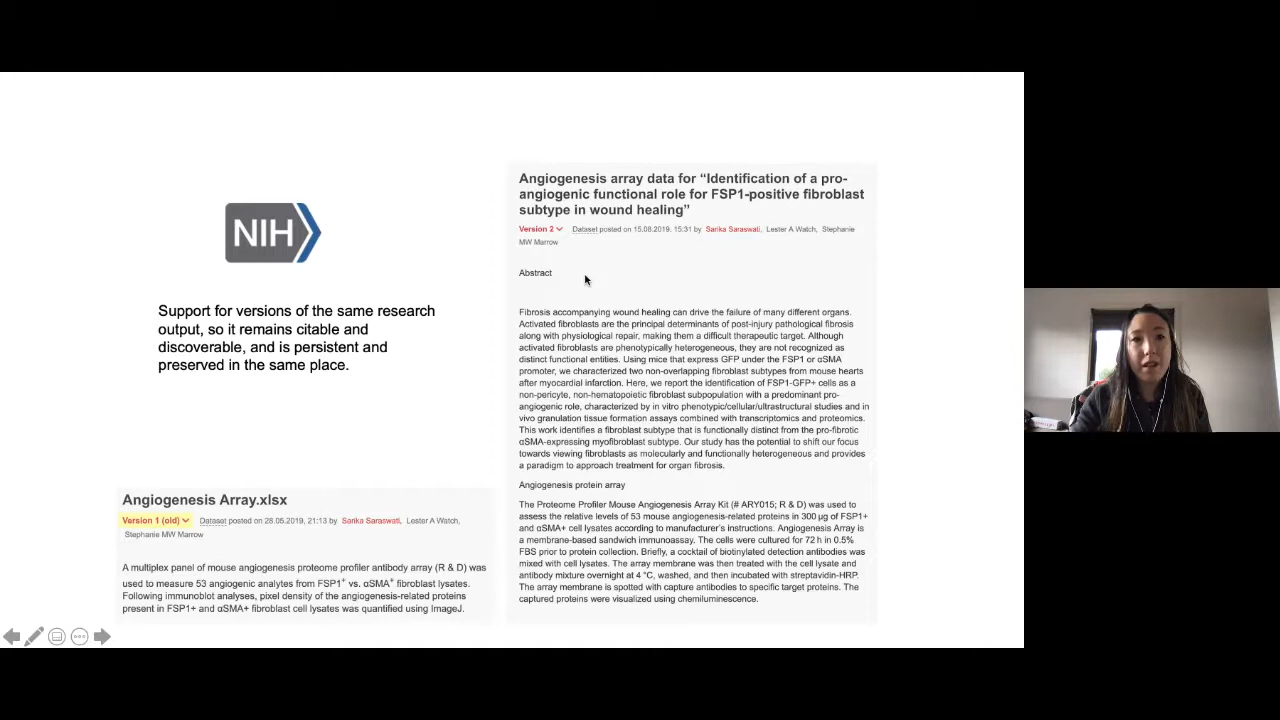 NIH
Support for versions of the same research
output, so it remains citable and
discoverable, and is persistent and
preserved in the same place.
Angiogenesis Array.xlsx
Version 1 (old)
Dataset posted on 28.05.2019, 21:13 by Sarika Saraswati, Lester A Watch,
Stephanie MW Marrow
A multiplex panel of mouse angiogenesis proteome profiler antibody array (R & D) was
used to measure 53 angiogenic analytes from FSP1⁺ vs. αSMA⁺ fibroblast lysates.
Following immunoblot analyses, pixel density of the angiogenesis-related proteins
present in FSP1+ and αSMA+ fibroblast cell lysates was quantified using ImageJ.
Angiogenesis array data for “Identification of a pro-
angiogenic functional role for FSP1-positive fibroblast
subtype in wound healing”
Version 2 Dataset posted on 15.08.2019, 15:31 by Sarika Saraswati, Lester A Watch, Stephanie
MW Marrow
Abstract
Fibrosis accompanying wound healing can drive the failure of many different organs.
Activated fibroblasts are the principal determinants of post-injury pathological fibrosis
along with physiological repair, making them a difficult therapeutic target. Although
activated fibroblasts are phenotypically heterogeneous, they are not recognized as
distinct functional entities. Using mice that express GFP under the FSP1 or αSMA
promoter, we characterized two non-overlapping fibroblast subtypes from mouse hearts
after myocardial infarction. Here, we report the identification of FSP1-GFP+ cells as a
non-pericyte, non-hematopoietic fibroblast subpopulation with a predominant pro-
angiogenic role, characterized by in vitro phenotypic/cellular/ultrastructural studies and in
vivo granulation tissue formation assays combined with transcriptomics and proteomics.
This work identifies a fibroblast subtype that is functionally distinct from the pro-fibrotic
αSMA-expressing myofibroblast subtype. Our study has the potential to shift our focus
towards viewing fibroblasts as molecularly and functionally heterogeneous and provides
a paradigm to approach treatment for organ fibrosis.
Angiogenesis protein array
The Proteome Profiler Mouse Angiogenesis Array Kit (# ARY015; R & D) was used to
assess the relative levels of 53 mouse angiogenesis-related proteins in 300 µg of FSP1+
and αSMA+ cell lysates according to manufacturer’s instructions. Angiogenesis Array is
a membrane-based sandwich immunoassay. The cells were cultured for 72 h in 0.5%
FBS prior to protein collection. Briefly, a cocktail of biotinylated detection antibodies was
mixed with cell lysates. The array membrane was then treated with the cell lysate and
antibody mixture overnight at 4 °C, washed, and then incubated with streptavidin-HRP.
The array membrane is spotted with capture antibodies to specific target proteins. The
captured proteins were visualized using chemiluminescence.